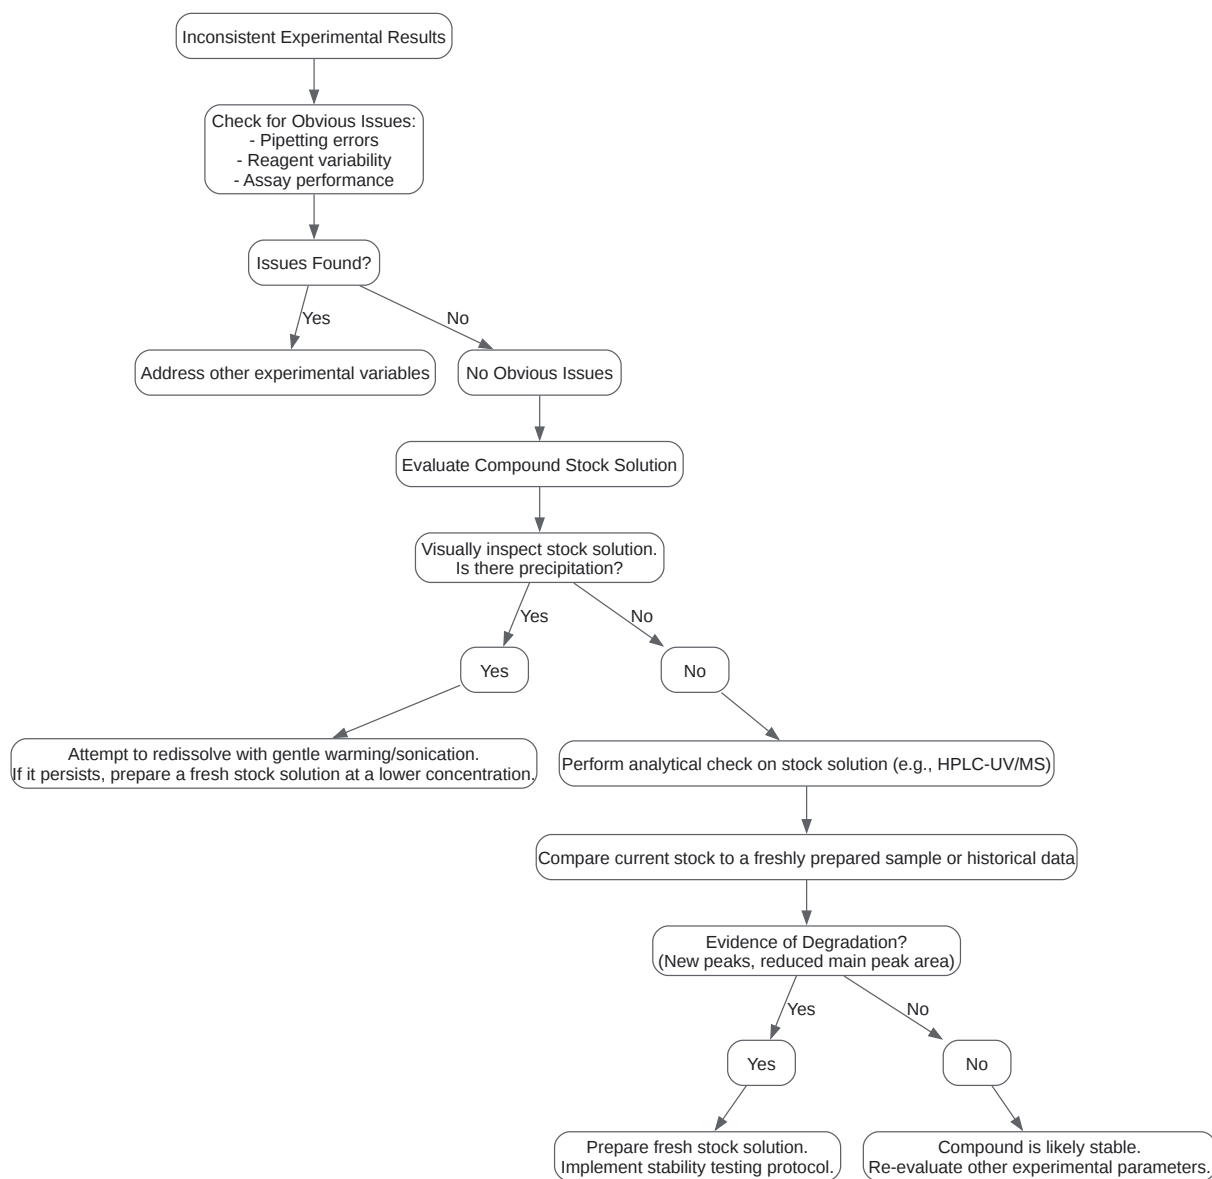 Inconsistent Experimental Results
Check for Obvious Issues:
- Pipetting errors
- Reagent variability
- Assay performance
Issues Found?
Yes
No
Address other experimental variables
No Obvious Issues
Evaluate Compound Stock Solution
Visually inspect stock solution.
Is there precipitation?
Yes
No
Yes
No
Attempt to redissolve with gentle warming/sonication.
If it persists, prepare a fresh stock solution at a lower concentration.
Perform analytical check on stock solution (e.g., HPLC-UV/MS)
Compare current stock to a freshly prepared sample or historical data
Evidence of Degradation?
(New peaks, reduced main peak area)
Yes
No
Yes
No
Prepare fresh stock solution.
Implement stability testing protocol.
Compound is likely stable.
Re-evaluate other experimental parameters.